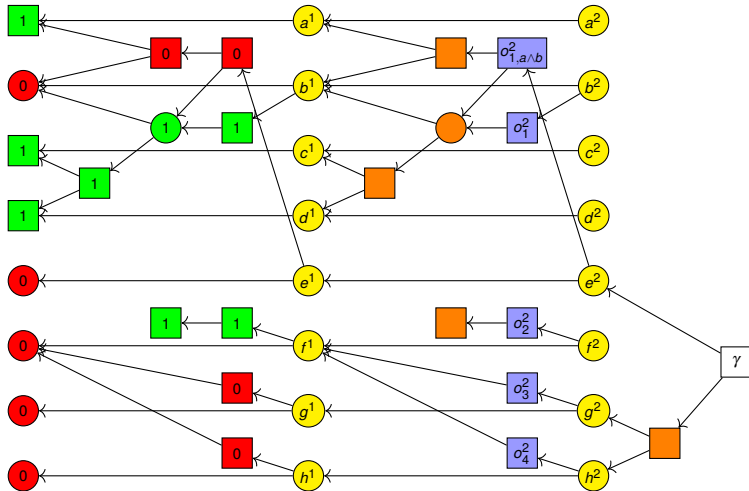 1 a¹ a²
0 0 o²₁,ₐ∧b
0 b¹ b²
1 1 o²₁
1 c¹ c²
1
1 d¹ d²
0 e¹ e²
1 1 o²₂
0 f¹ f²
γ
0 o²₃
0 g¹ g²
0 o²₄
0 h¹ h²